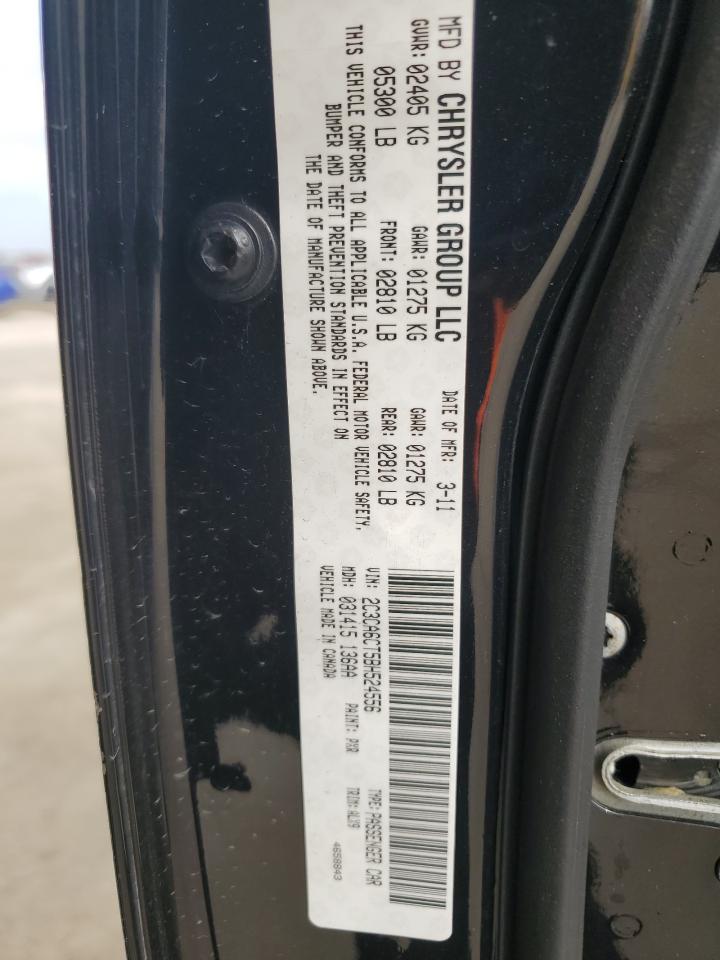 MFD BY CHRYSLER GROUP LLC DATE OF MFR: 3-11
GVWR: 02405 KG GAWR: 01275 KG GAWR: 01275 KG
05300 LB FRONT: 02810 LB REAR: 02810 LB
THIS VEHICLE CONFORMS TO ALL APPLICABLE U.S.A. FEDERAL MOTOR VEHICLE SAFETY,
BUMPER AND THEFT PREVENTION STANDARDS IN EFFECT ON
THE DATE OF MANUFACTURE SHOWN ABOVE.
VIN: 2C3CA6CT5BH524556 TYPE: PASSENGER CAR
MDH: 031415 136AA PAINT: PXR TRIM: ALX9
VEHICLE MADE IN CANADA 4658843